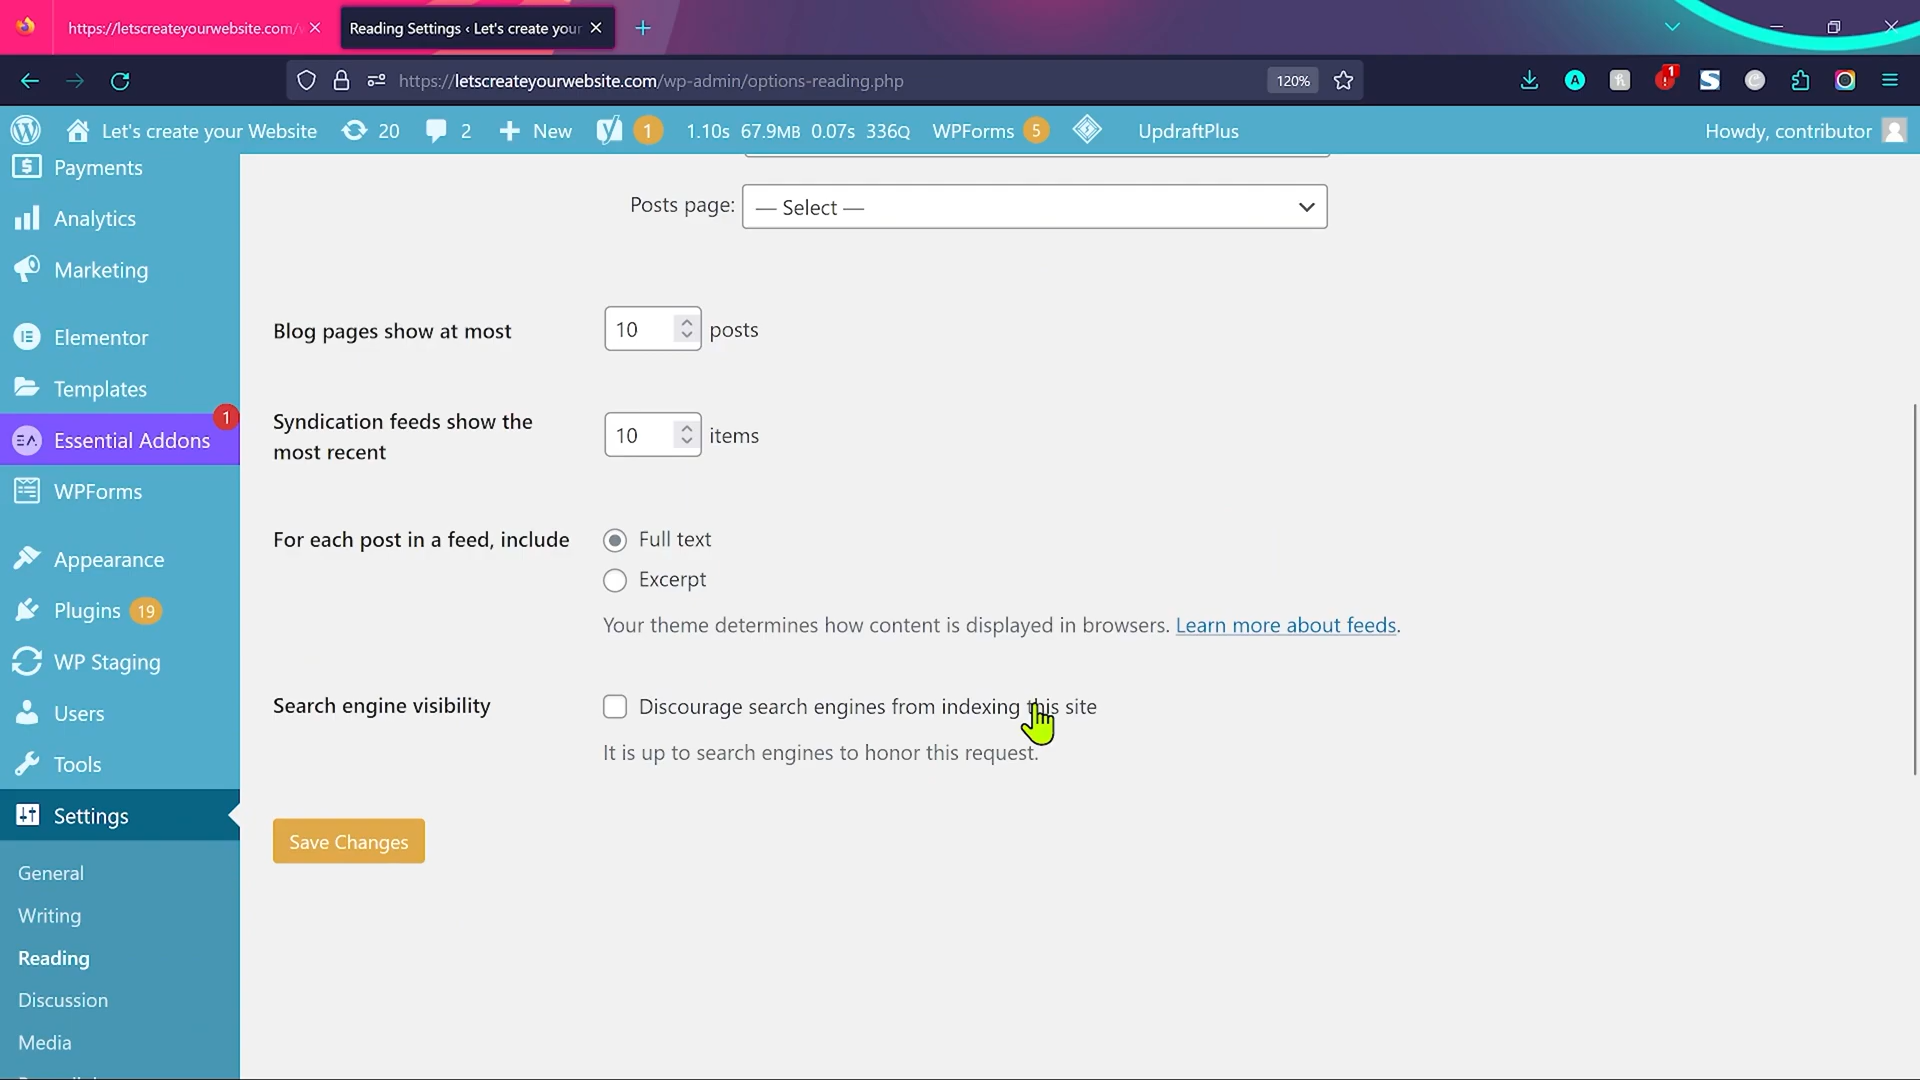 https://letscreateyourwebsite.com/
Reading Settings ‹ Let's create your
https://letscreateyourwebsite.com/wp-admin/options-reading.php
120%
A
1
S
Let's create your Website
20
2
New
1
1.10s 67.9MB 0.07s 336Q
WPForms 5
UpdraftPlus
Howdy, contributor
Payments
Analytics
Marketing
Elementor
Templates
1
Essential Addons
WPForms
Appearance
Plugins 19
WP Staging
Users
Tools
Settings
General
Writing
Reading
Discussion
Media
Posts page: — Select —
Blog pages show at most 10 posts
Syndication feeds show the
most recent
10 items
For each post in a feed, include
Full text
Excerpt
Your theme determines how content is displayed in browsers. Learn more about feeds.
Search engine visibility
Discourage search engines from indexing this site
It is up to search engines to honor this request.
Save Changes